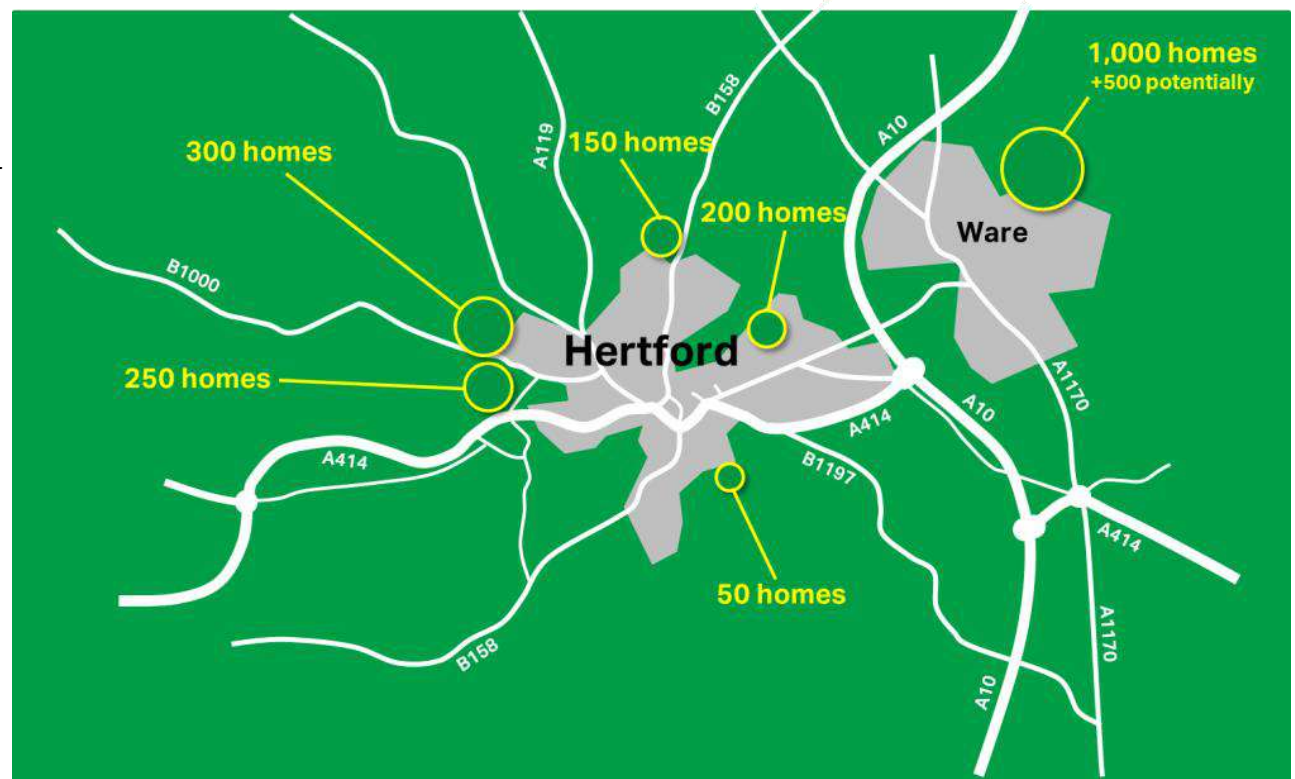 1,000 homes
+500 potentially
B158
A10
A119
150 homes
300 homes
200 homes
Ware
B1000
Hertford
250 homes
A1170
A10
A414
A414
B1197
A414
50 homes
A1170
B158
A10